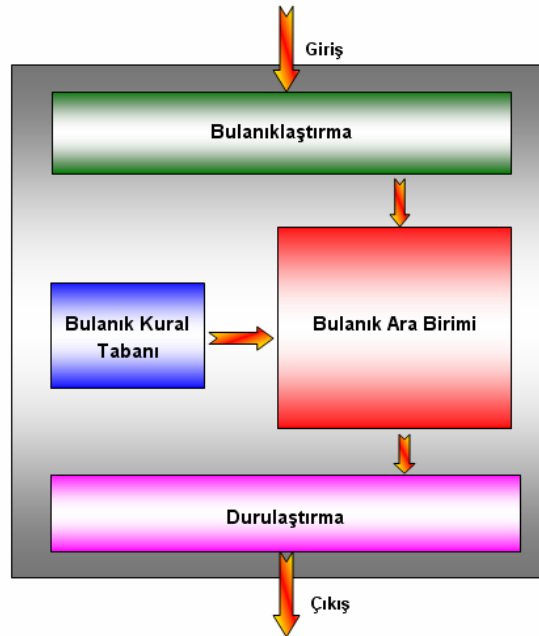 Giriş
Bulanıklaştırma
Bulanık Kural
Tabanı
Bulanık Ara Birimi
Durulaştırma
Çıkış